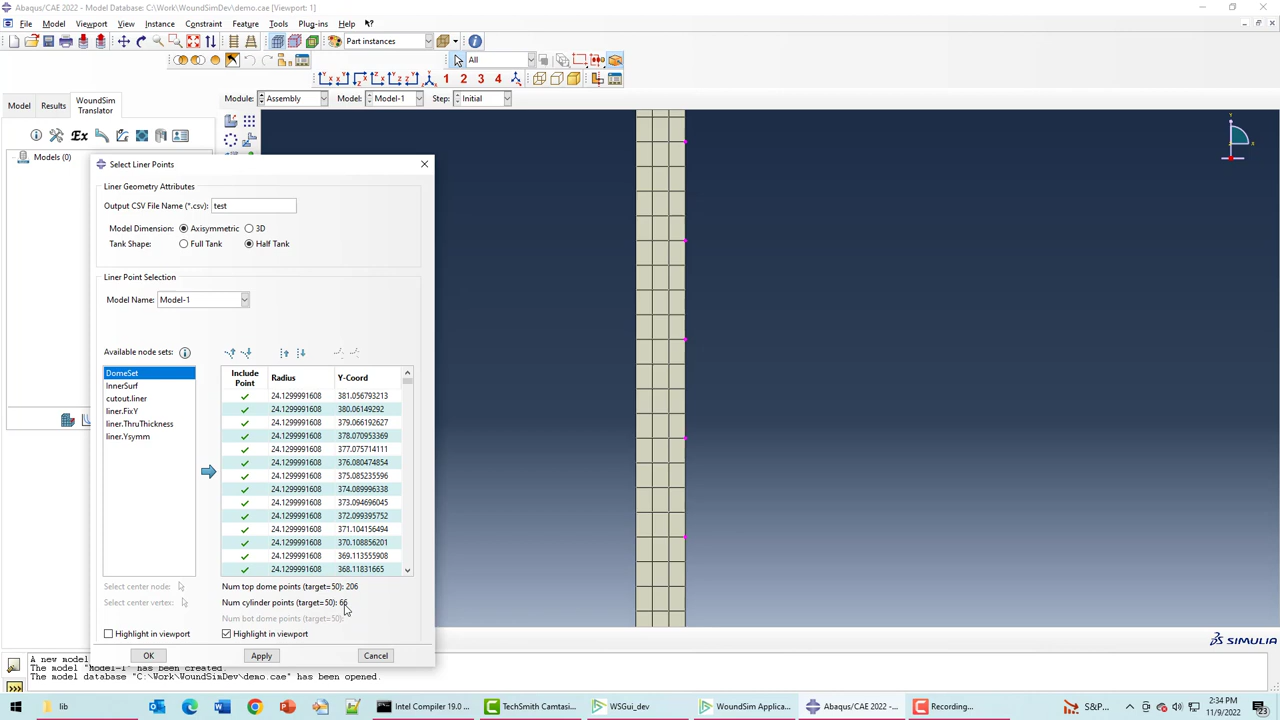 Abaqus/CAE 2022 - Model Database: C:\Work\WoundSimDev\demo.cae [Viewport: 1]
File Model Viewport View Instance Constraint Feature Tools Plug-ins Help
Part instances
All
1 2 3 4
Model Results WoundSim Translator
Module: Assembly Model: Model-1 Step: Initial
Ex
Models (0)
Select Liner Points
Liner Geometry Attributes
Output CSV File Name (*.csv): test
Model Dimension: Axisymmetric 3D
Tank Shape: Full Tank Half Tank
Liner Point Selection
Model Name: Model-1
Available node sets:
DomeSet
InnerSurf
cutout.liner
liner.FixY
liner.ThruThickness
liner.Ysymm
Include Point Radius Y-Coord
24.1299991608 381.056793213
24.1299991608 380.06149292
24.1299991608 379.066192627
24.1299991608 378.070953369
24.1299991608 377.075714111
24.1299991608 376.080474854
24.1299991608 375.085235596
24.1299991608 374.089996338
24.1299991608 373.094696045
24.1299991608 372.099395752
24.1299991608 371.104156494
24.1299991608 370.108856201
24.1299991608 369.113555908
24.1299991608 368.11831665
Select center node:
Select center vertex:
Num top dome points (target=50): 206
Num cylinder points (target=50): 66
Num bot dome points (target=50):
Highlight in viewport Highlight in viewport
OK Apply Cancel
SIMULIA
A new model
The model "Model-1" has been created.
The model database "C:\Work\WoundSimDev\demo.cae" has been opened.
lib
Intel Compiler 19.0 ...
TechSmith Camtasi...
WSGui_dev
WoundSim Applica...
Abaqus/CAE 2022 -...
Recording...
S&P...
2:34 PM
11/9/2022